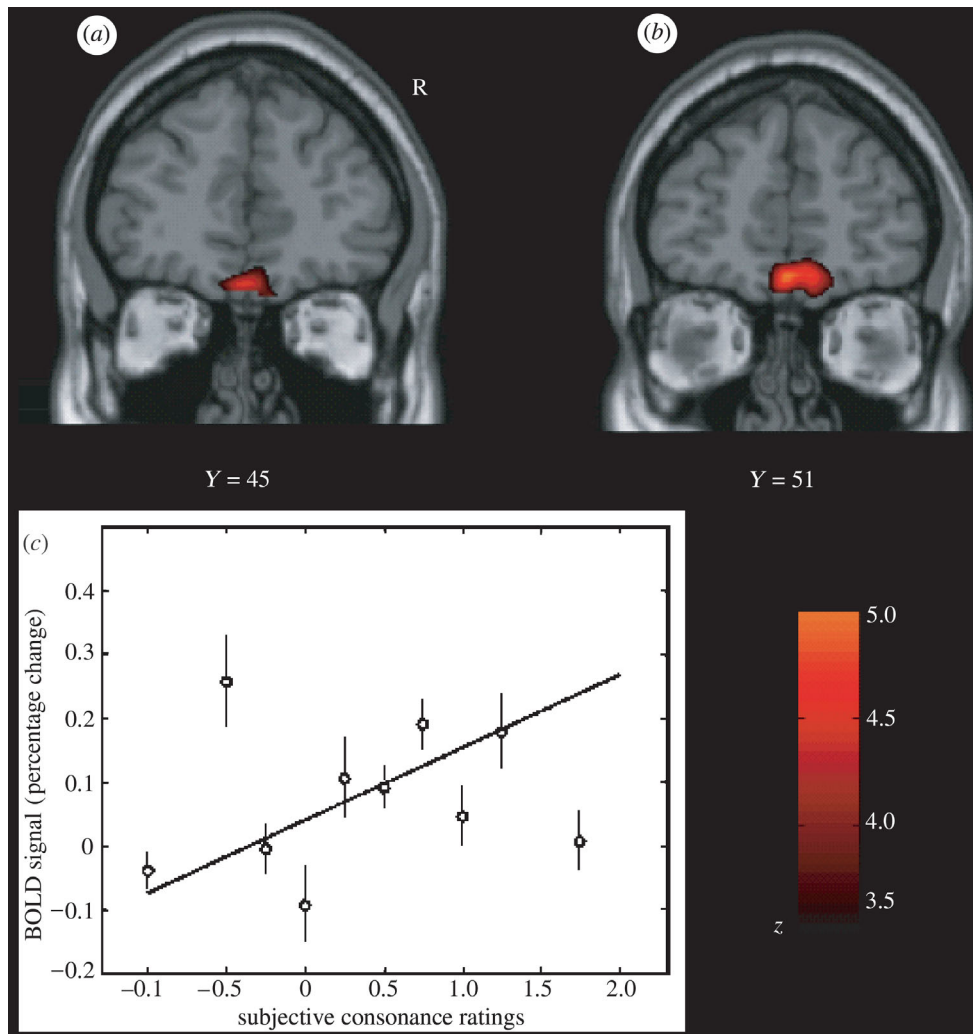 (a)
(b)
R
Y = 45
Y = 51
(c)
BOLD signal (percentage change)
0.4
0.3
0.2
0.1
0
−0.1
−0.2
−0.1 −0.5 0 0.5 1.0 1.5 2.0
subjective consonance ratings
5.0
4.5
4.0
3.5
z